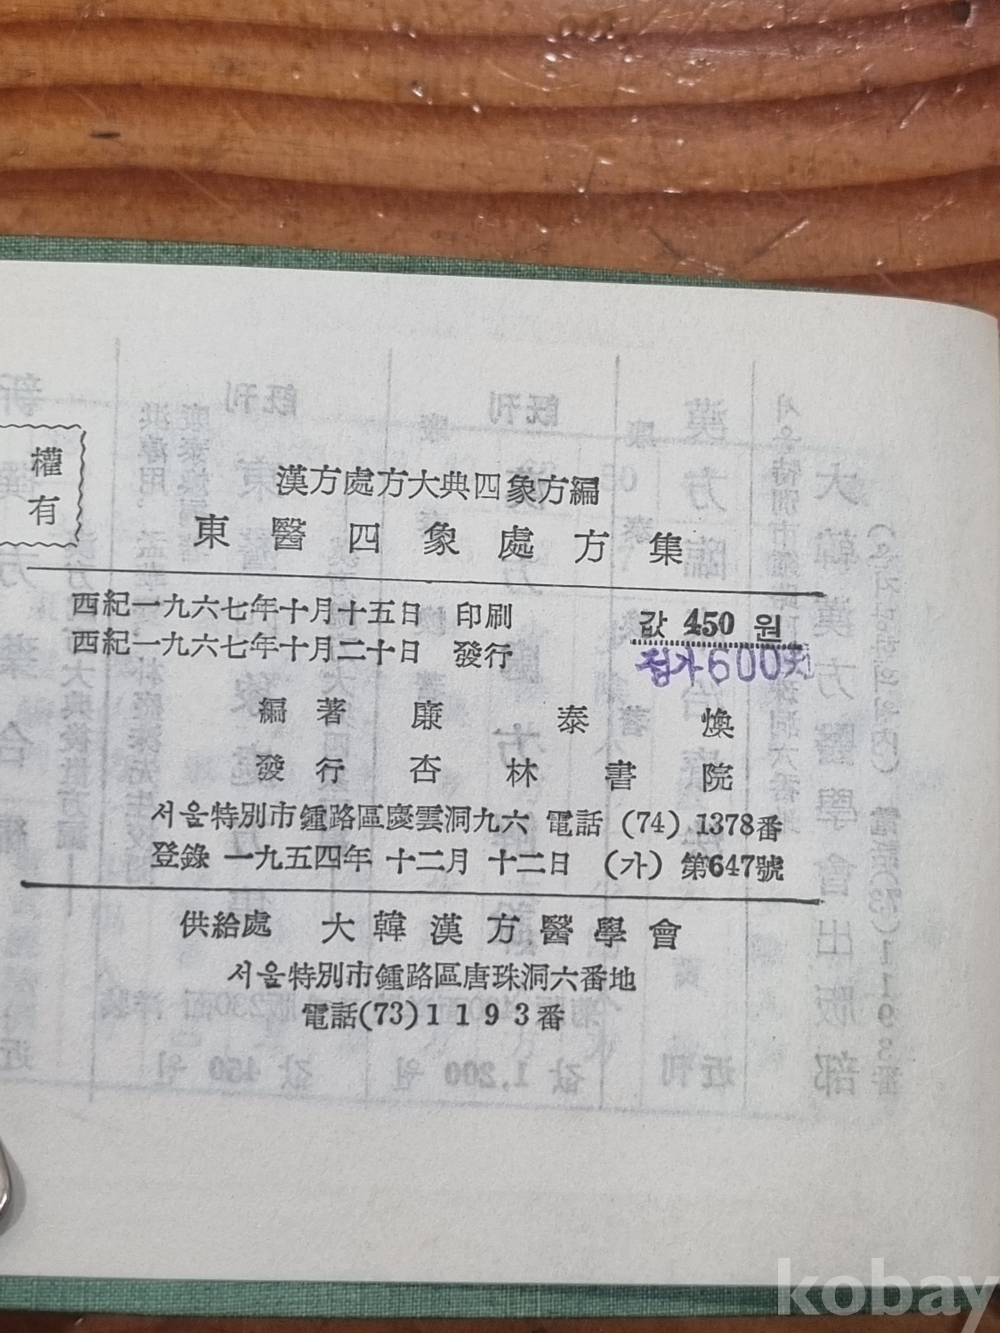 權
有
漢方處方大典四象方編
東醫四象處方集
西紀一九六七年十月十五日 印刷
西紀一九六七年十月二十日 發行
값 450 원
정가600원
編著 廉泰煥
發行 杏林書院
서울特別市鍾路區慶雲洞九六 電話 (74) 1378番
登錄 一九五四年 十二月 十二日 (가) 第647號
供給處 大韓漢方醫學會
서울特別市鍾路區唐珠洞六番地
電話(73)1193番
kobay